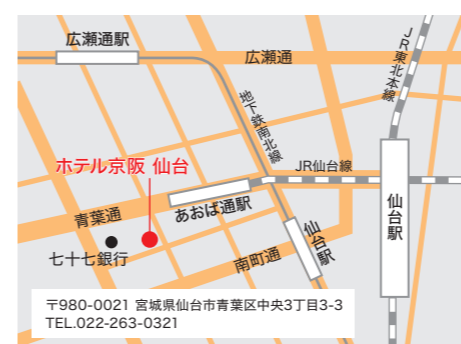 広瀬通駅
広瀬通
JR東北本線
地下鉄南北線
ホテル京阪 仙台
JR仙台線
あおば通駅
仙台駅
青葉通
仙台駅
七十七銀行
南町通
〒980-0021 宮城県仙台市青葉区中央3丁目3-3
TEL.022-263-0321